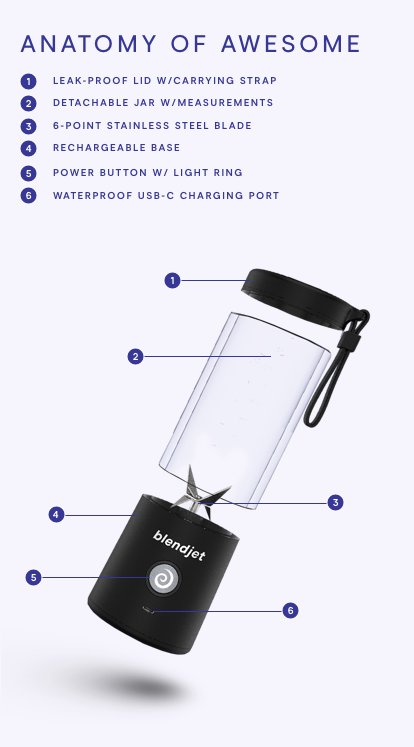 ANATOMY OF AWESOME
1 LEAK-PROOF LID W/CARRYING STRAP
2 DETACHABLE JAR W/MEASUREMENTS
3 6-POINT STAINLESS STEEL BLADE
4 RECHARGEABLE BASE
5 POWER BUTTON W/ LIGHT RING
6 WATERPROOF USB-C CHARGING PORT
1
2
3
4
blendjet
5
6